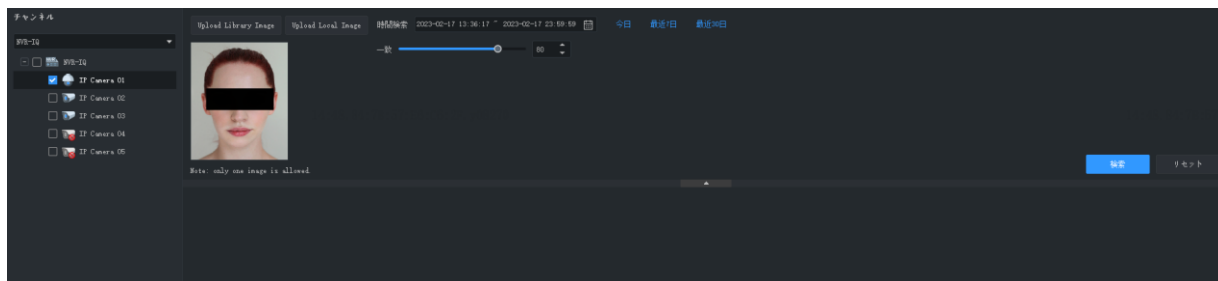 チャンネル
NVR-IQ
NVR-IQ
IP Camera 01
IP Camera 02
IP Camera 03
IP Camera 04
IP Camera 05
Upload Library Image Upload Local Image 時間検索 2023-02-17 13:36:17 ~ 2023-02-17 23:59:59 今日 最近7日 最近30日
一致 80
Note: only one image is allowed.
検索 リセット